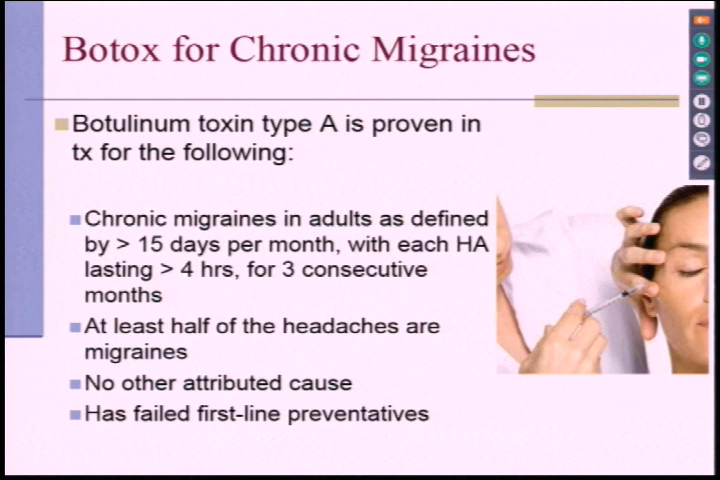 Botox for Chronic Migraines
Botulinum toxin type A is proven in
tx for the following:
Chronic migraines in adults as defined
by > 15 days per month, with each HA
lasting > 4 hrs, for 3 consecutive
months
At least half of the headaches are
migraines
No other attributed cause
Has failed first-line preventatives